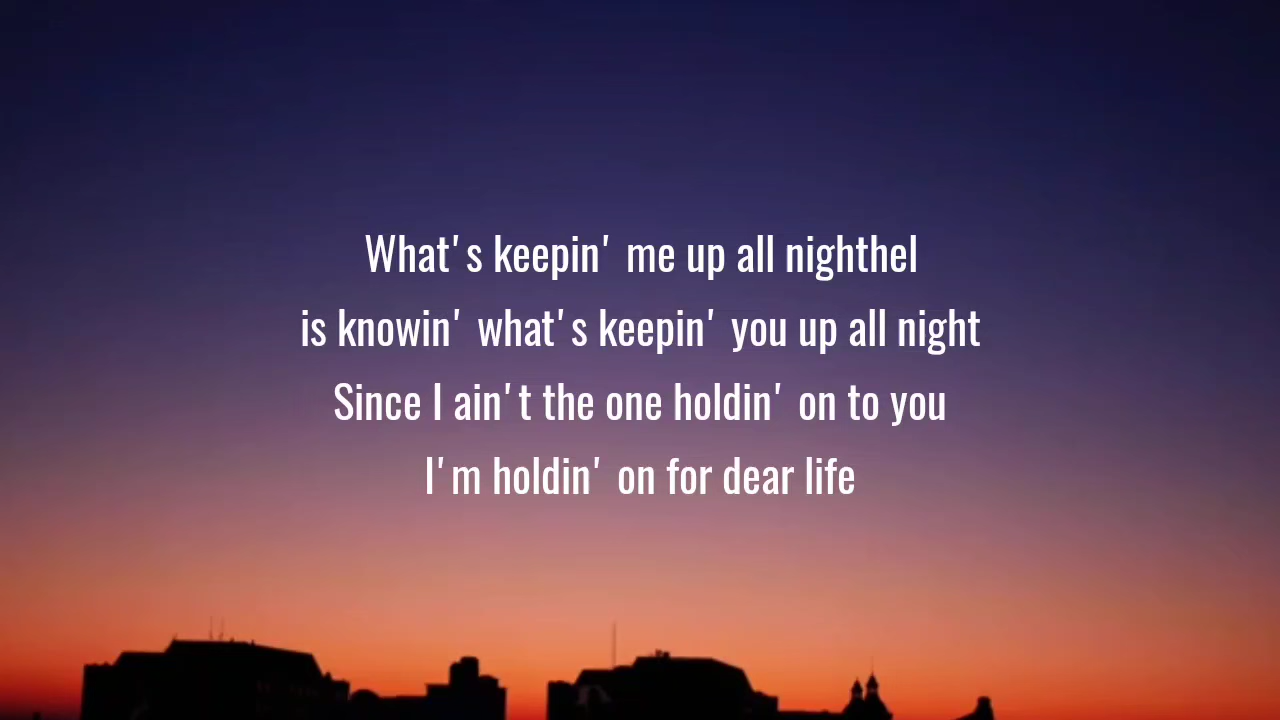 What's keepin' me up all nighthel
is knowin' what's keepin' you up all night
Since I ain't the one holdin' on to you
I'm holdin' on for dear life